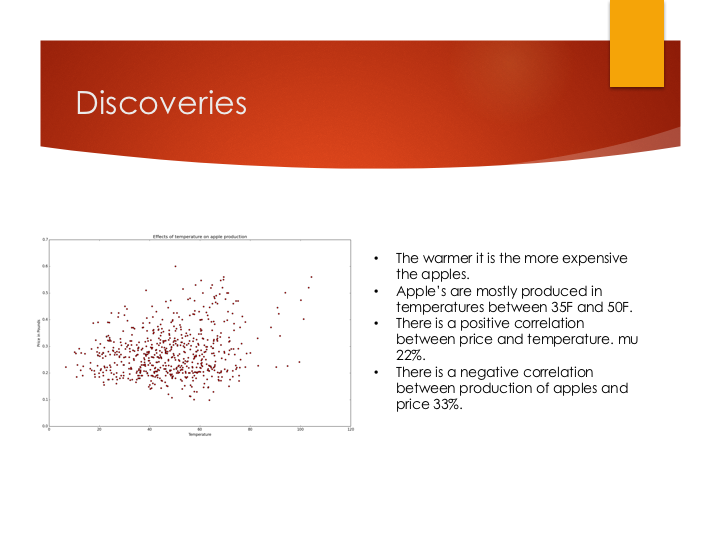 Discoveries
Effects of temperature on apple production
0.7
0.6
0.5
0.4
0.3
0.2
0.1
0.0
Price in Pounds
0 20 40 60 80 100 120
Temperature
• The warmer it is the more expensive
the apples.
• Apple's are mostly produced in
temperatures between 35F and 50F.
• There is a positive correlation
between price and temperature. mu
22%.
• There is a negative correlation
between production of apples and
price 33%.